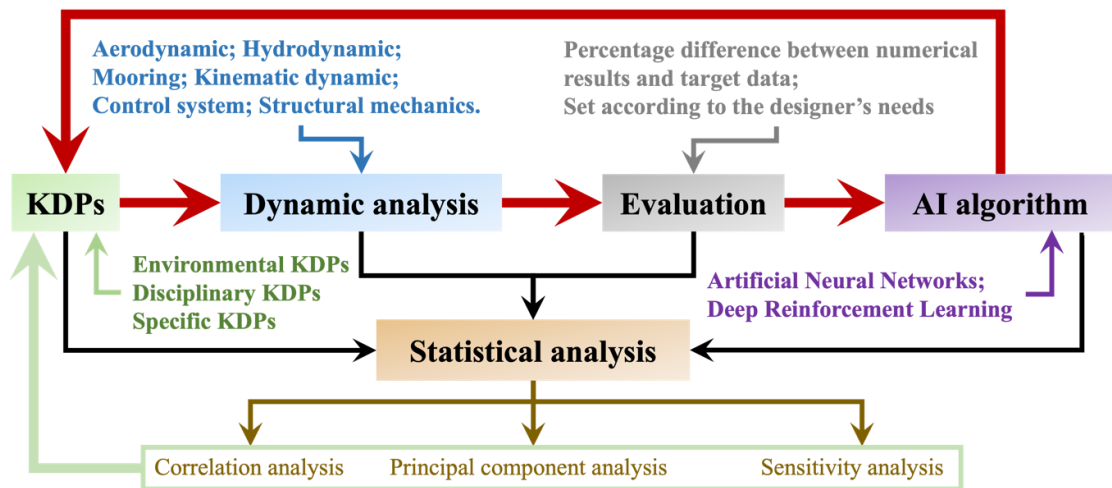 Aerodynamic; Hydrodynamic;
Mooring; Kinematic dynamic;
Control system; Structural mechanics.
Percentage difference between numerical
results and target data;
Set according to the designer's needs
KDPs
Dynamic analysis
Evaluation
AI algorithm
Environmental KDPs
Disciplinary KDPs
Specific KDPs
Artificial Neural Networks;
Deep Reinforcement Learning
Statistical analysis
Correlation analysis
Principal component analysis
Sensitivity analysis